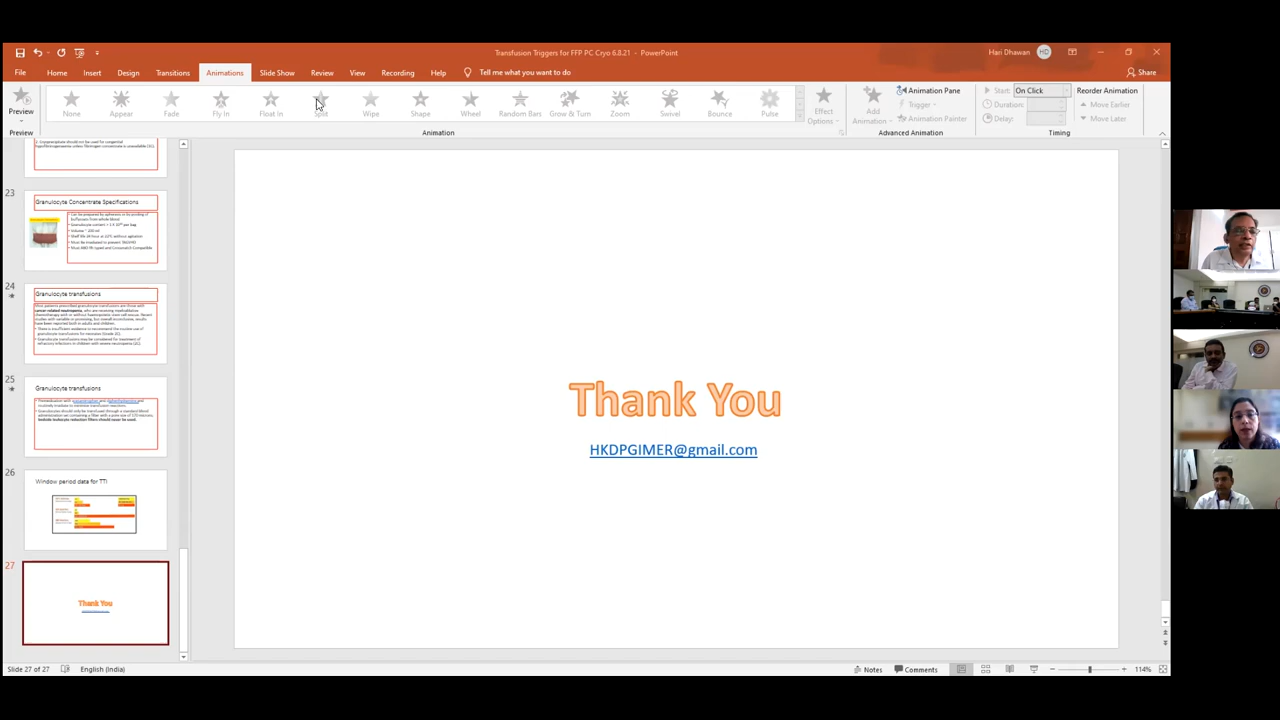 Transfusion Triggers for FFP PC Cryo 6.8.21 - PowerPoint
Hari Dhawan
HD
File Home Insert Design Transitions Animations Slide Show Review View Recording Help Tell me what you want to do
Share
Preview
None Appear Fade Fly In Float In Split Wipe Shape Wheel Random Bars Grow & Turn Zoom Swivel Bounce Pulse
Effect Options
Add Animation
Animation Pane
Trigger
Animation Painter
Start: On Click
Duration:
Delay:
Reorder Animation
Move Earlier
Move Later
Preview
Animation
Advanced Animation
Timing
23
Granulocyte Concentrate Specifications
24
Granulocyte transfusions
25
Granulocyte transfusions
26
Window period data for TTI
27
Thank You
Thank You
HKDPGIMER@gmail.com
Slide 27 of 27
English (India)
Notes
Comments
114%